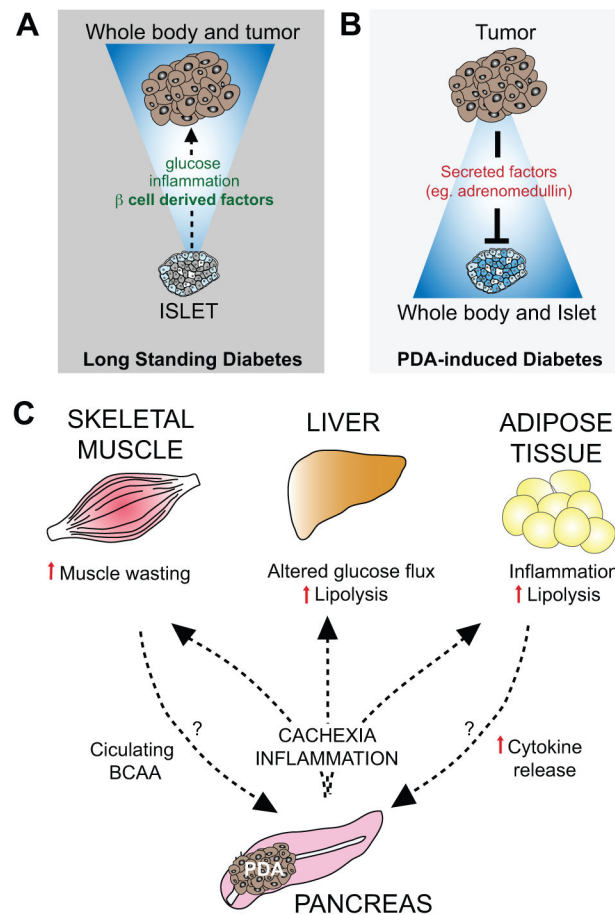 A
Whole body and tumor
glucose
inflammation
β cell derived factors
ISLET
Long Standing Diabetes
B
Tumor
Secreted factors
(eg. adrenomedullin)
Whole body and Islet
PDA-induced Diabetes
C
SKELETAL
MUSCLE
↑ Muscle wasting
LIVER
Altered glucose flux
↑ Lipolysis
ADIPOSE
TISSUE
Inflammation
↑ Lipolysis
?
Ciculating
BCAA
CACHEXIA
INFLAMMATION
?
↑ Cytokine
release
PDA
PANCREAS